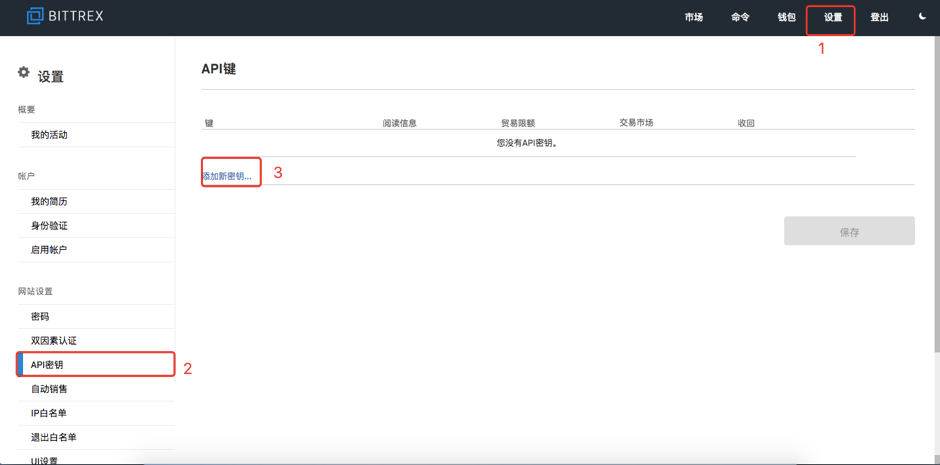 BITTREX
市场 命令 钱包 设置 登出
1
设置
概要
我的活动
帐户
我的简历
身份验证
启用帐户
网站设置
密码
双因素认证
API密钥
2
自动销售
IP白名单
退出白名单
UI设置
API键
键 阅读信息 贸易限额 交易市场 收回
您没有API密钥。
添加新密钥...
3
保存